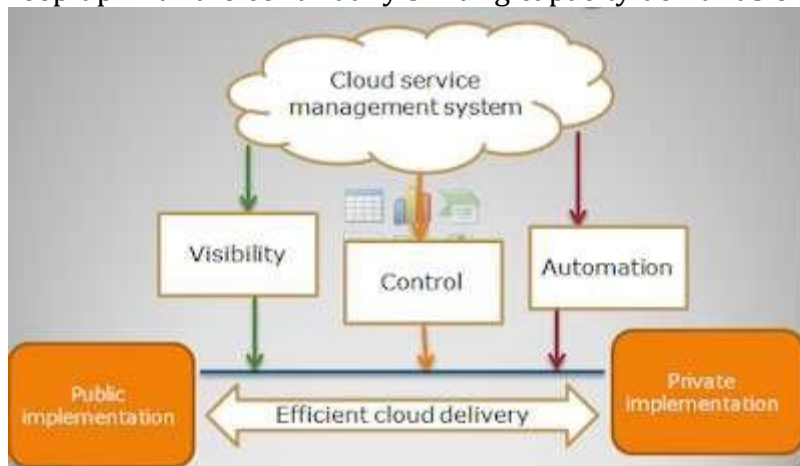 Cloud service
management system
Visibility
Control
Automation
Public
implementation
Efficient cloud delivery
Private
implementation